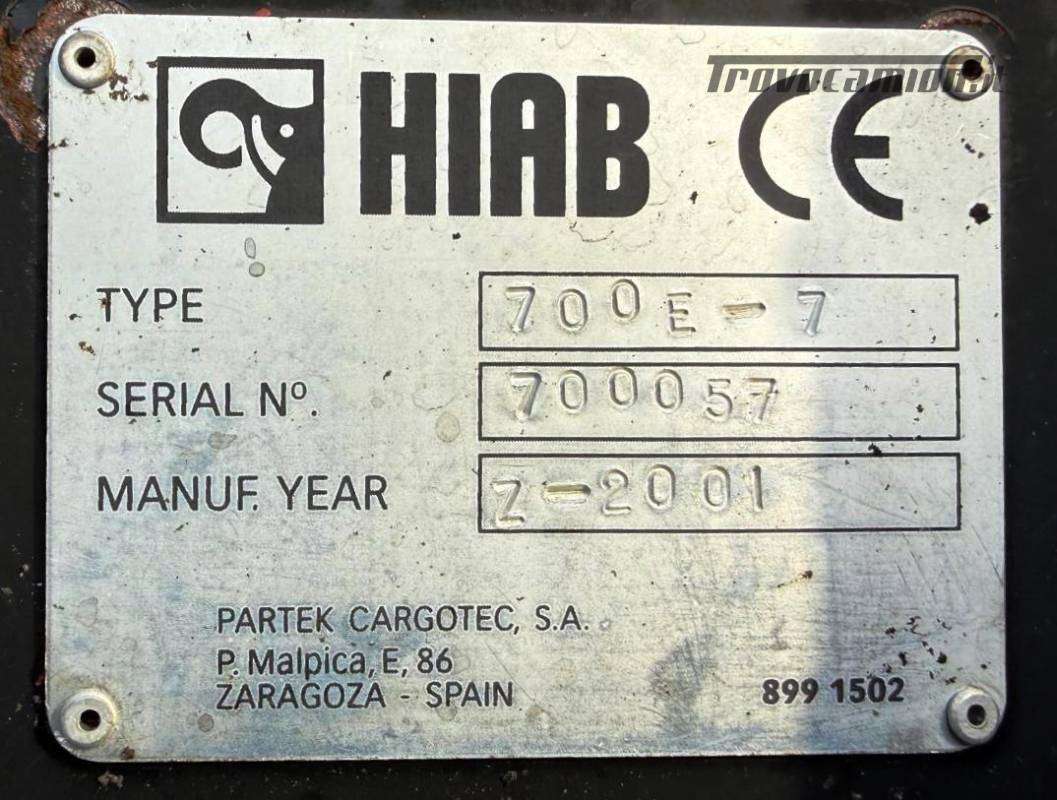 HIAB CE
Trovocamion.it
TYPE 700E-7
SERIAL Nº. 700057
MANUF. YEAR Z-2001
PARTEK CARGOTEC, S.A.
P. Malpica, E, 86
ZARAGOZA - SPAIN 899 1502